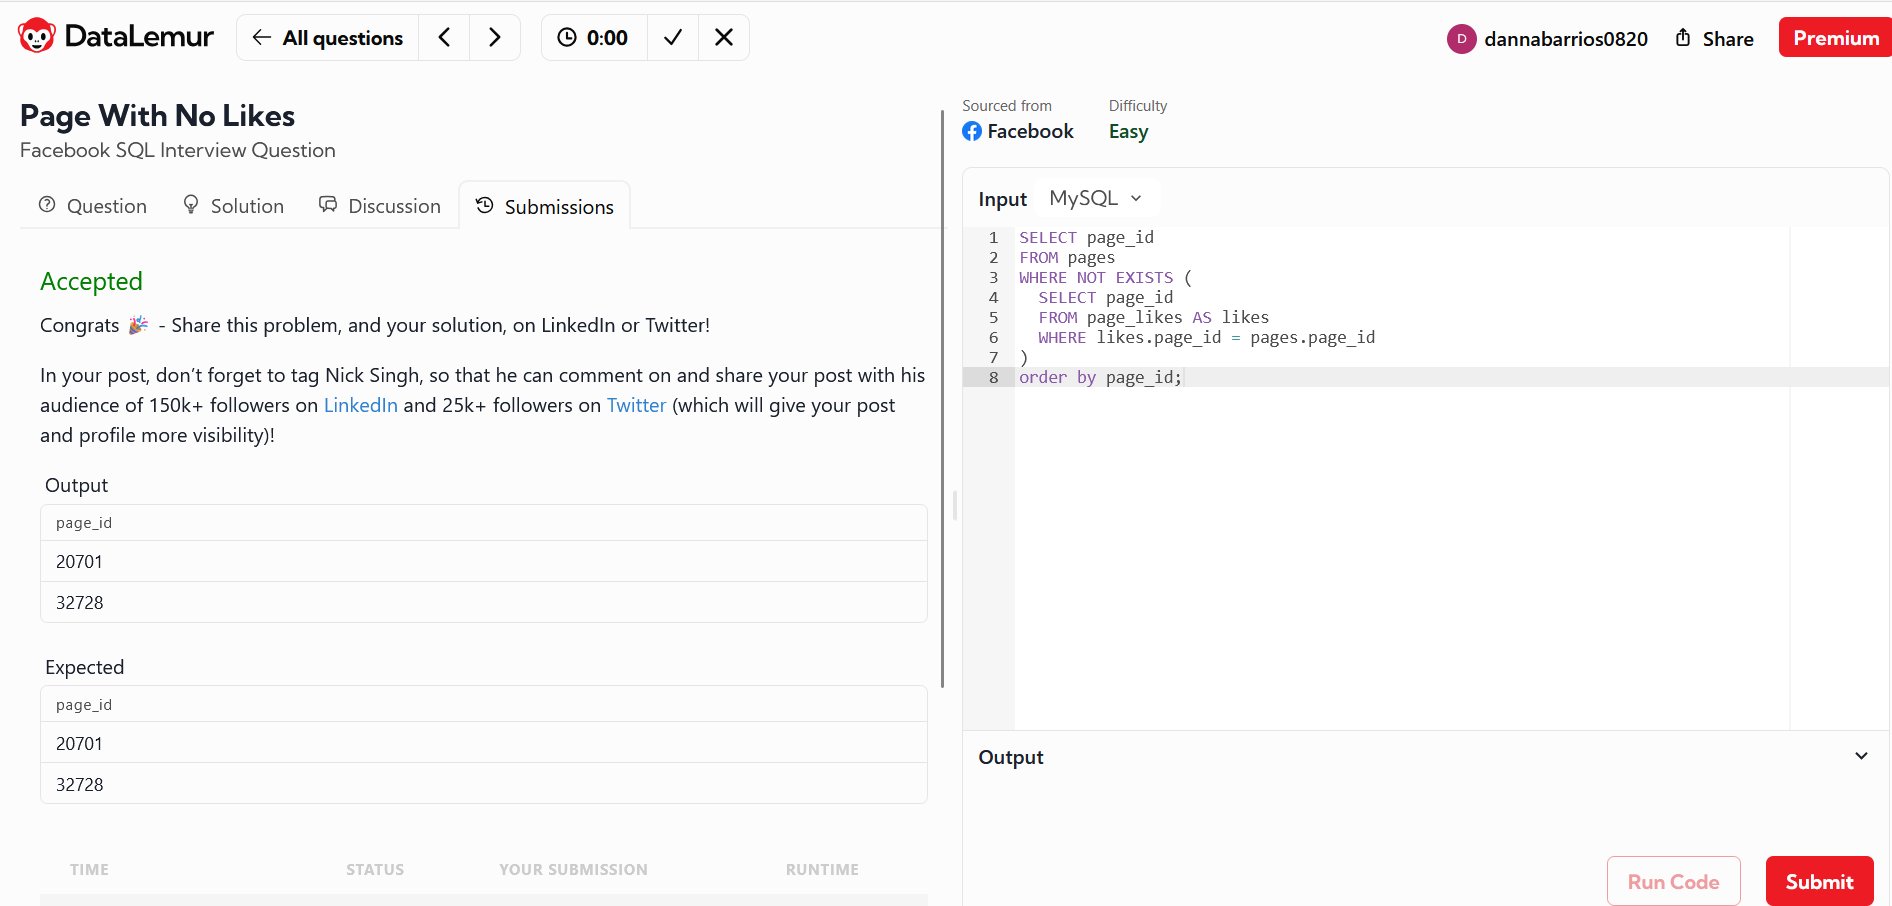 DataLemur
All questions
0:00
D
dannabarrios0820
Share
Premium
Page With No Likes
Facebook SQL Interview Question
Question
Solution
Discussion
Submissions
Accepted
Congrats 🎉 - Share this problem, and your solution, on LinkedIn or Twitter!
In your post, don’t forget to tag Nick Singh, so that he can comment on and share your post with his
audience of 150k+ followers on LinkedIn and 25k+ followers on Twitter (which will give your post
and profile more visibility)!
Output
page_id
20701
32728
Expected
page_id
20701
32728
TIME STATUS YOUR SUBMISSION RUNTIME
Sourced from
Facebook
Difficulty
Easy
Input MySQL
1 SELECT page_id
2 FROM pages
3 WHERE NOT EXISTS (
4   SELECT page_id
5   FROM page_likes AS likes
6   WHERE likes.page_id = pages.page_id
7 )
8 order by page_id;
Output
Run Code
Submit